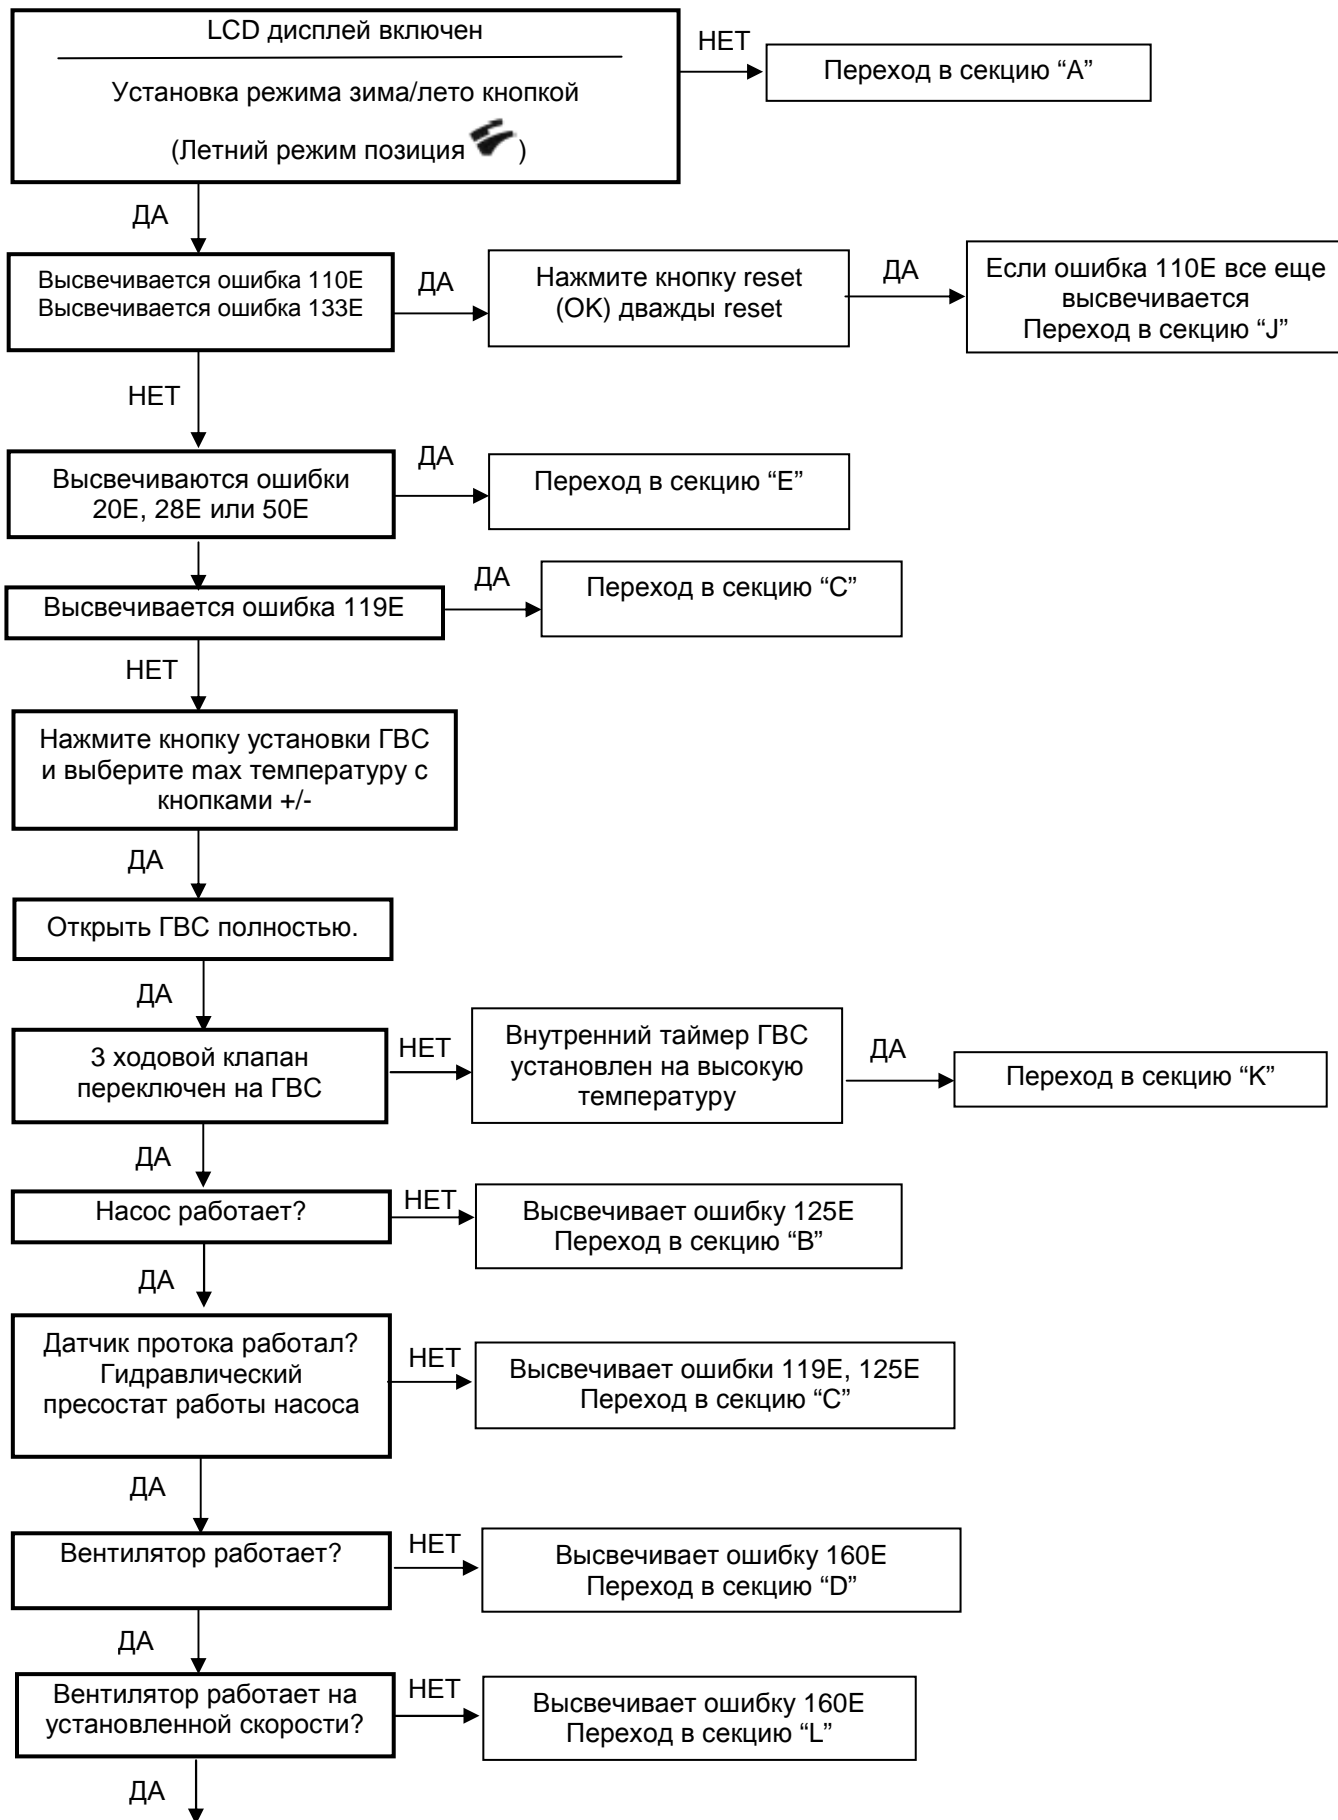 LCD дисплей включен
НЕТ
Переход в секцию “A”
Установка режима зима/лето кнопкой
(Летний режим позиция )
ДА
Высвечивается ошибка 110E
Высвечивается ошибка 133E
ДА
Нажмите кнопку reset
(OK) дважды reset
ДА
Если ошибка 110E все еще
высвечивается
Переход в секцию “J”
НЕТ
Высвечиваются ошибки
20E, 28E или 50E
ДА
Переход в секцию “E”
Высвечивается ошибка 119E
ДА
Переход в секцию “C”
НЕТ
Нажмите кнопку установки ГВС
и выберите max температуру с
кнопками +/-
ДА
Открыть ГВС полностью.
ДА
3 ходовой клапан
переключен на ГВС
НЕТ
Внутренний таймер ГВС
установлен на высокую
температуру
ДА
Переход в секцию “K”
ДА
Насос работает?
НЕТ
Высвечивает ошибку 125E
Переход в секцию “B”
ДА
Датчик протока работал?
Гидравлический
пресостат работы насоса
НЕТ
Высвечивает ошибки 119E, 125E
Переход в секцию “C”
ДА
Вентилятор работает?
НЕТ
Высвечивает ошибку 160E
Переход в секцию “D”
ДА
Вентилятор работает на
установленной скорости?
НЕТ
Высвечивает ошибку 160E
Переход в секцию “L”
ДА